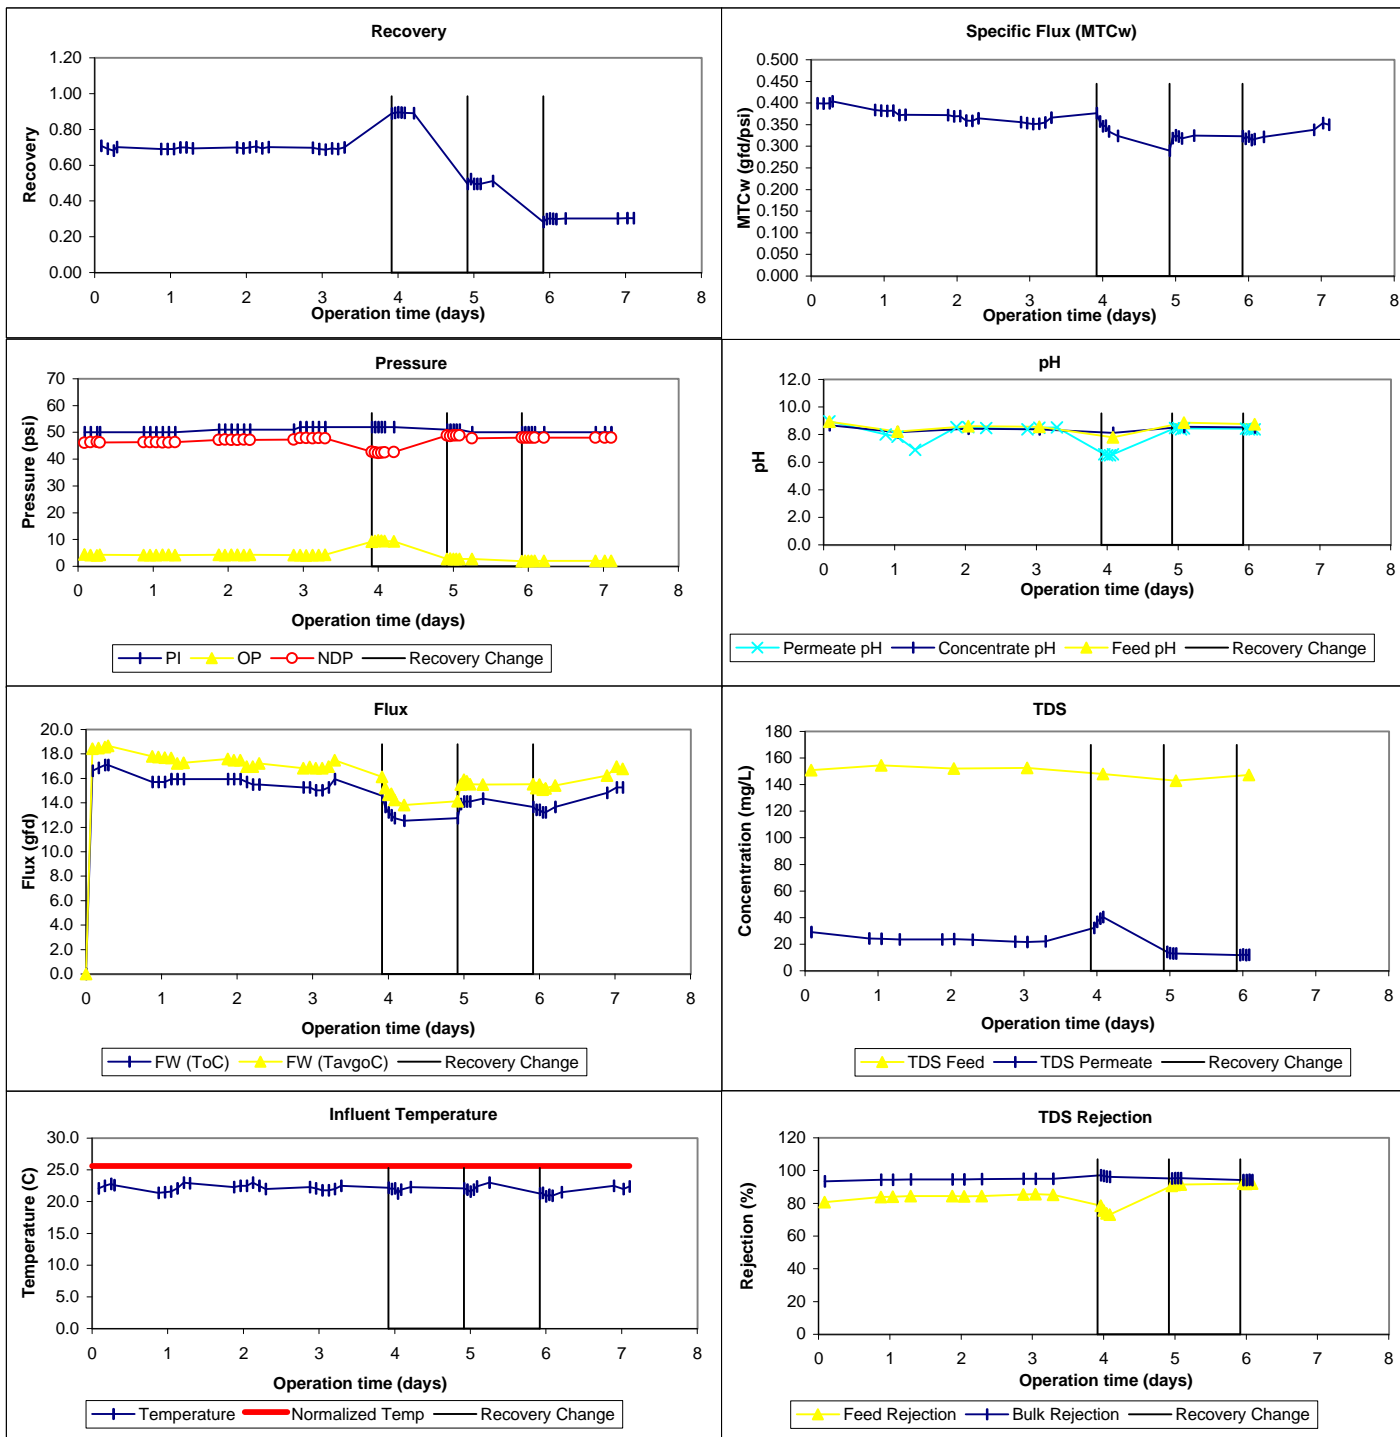 Recovery
1.20
1.00
0.80
0.60
0.40
0.20
0.00
Recovery
0 1 2 3 4 5 6 7 8
Operation time (days)
Specific Flux (MTCw)
0.500
0.450
0.400
0.350
0.300
0.250
0.200
0.150
0.100
0.050
0.000
MTCw (gfd/psi)
0 1 2 3 4 5 6 7 8
Operation time (days)
Pressure
70
60
50
40
30
20
10
0
Pressure (psi)
0 1 2 3 4 5 6 7 8
Operation time (days)
PI OP NDP Recovery Change
pH
12.0
10.0
8.0
6.0
4.0
2.0
0.0
pH
0 1 2 3 4 5 6 7 8
Operation time (days)
Permeate pH Concentrate pH Feed pH Recovery Change
Flux
20.0
18.0
16.0
14.0
12.0
10.0
8.0
6.0
4.0
2.0
0.0
Flux (gfd)
0 1 2 3 4 5 6 7 8
Operation time (days)
FW (ToC) FW (TavgoC) Recovery Change
TDS
180
160
140
120
100
80
60
40
20
0
Concentration (mg/L)
0 1 2 3 4 5 6 7 8
Operation time (days)
TDS Feed TDS Permeate Recovery Change
Influent Temperature
30.0
25.0
20.0
15.0
10.0
5.0
0.0
Temperature (C)
0 1 2 3 4 5 6 7 8
Operation time (days)
Temperature Normalized Temp Recovery Change
TDS Rejection
120
100
80
60
40
20
0
Rejection (%)
0 1 2 3 4 5 6 7 8
Operation time (days)
Feed Rejection Bulk Rejection Recovery Change